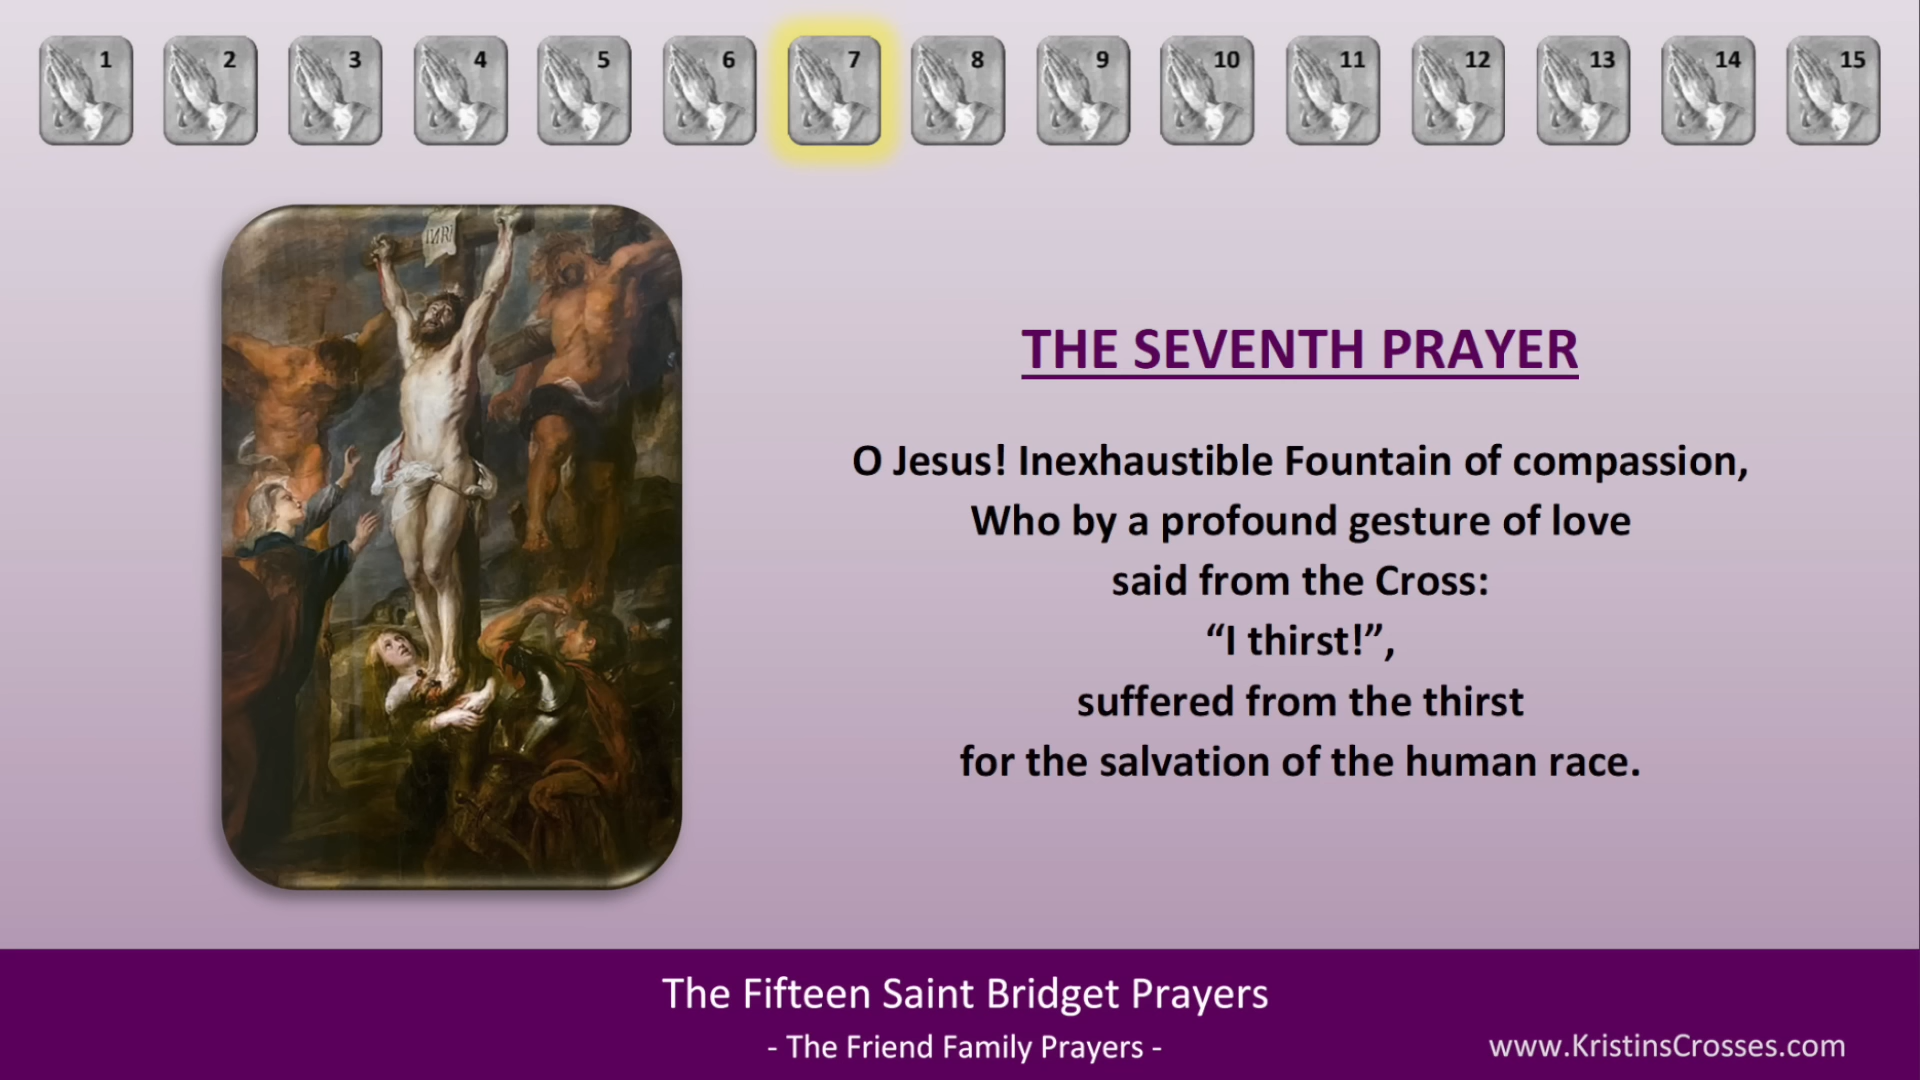 1 2 3 4 5 6 7 8 9 10 11 12 13 14 15
INRI
THE SEVENTH PRAYER
O Jesus! Inexhaustible Fountain of compassion,
Who by a profound gesture of love
said from the Cross:
“I thirst!”,
suffered from the thirst
for the salvation of the human race.
The Fifteen Saint Bridget Prayers
- The Friend Family Prayers -
www.KristinsCrosses.com